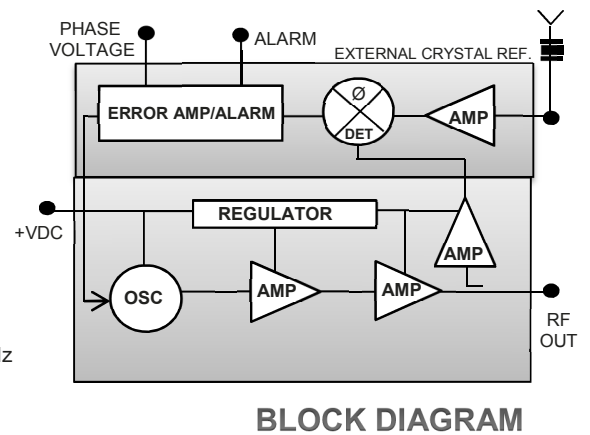 PHASE
VOLTAGE
ALARM
EXTERNAL CRYSTAL REF.
ERROR AMP/ALARM
Ø
DET
AMP
REGULATOR
+VDC
AMP
OSC
AMP
AMP
RF
OUT
lz
BLOCK DIAGRAM